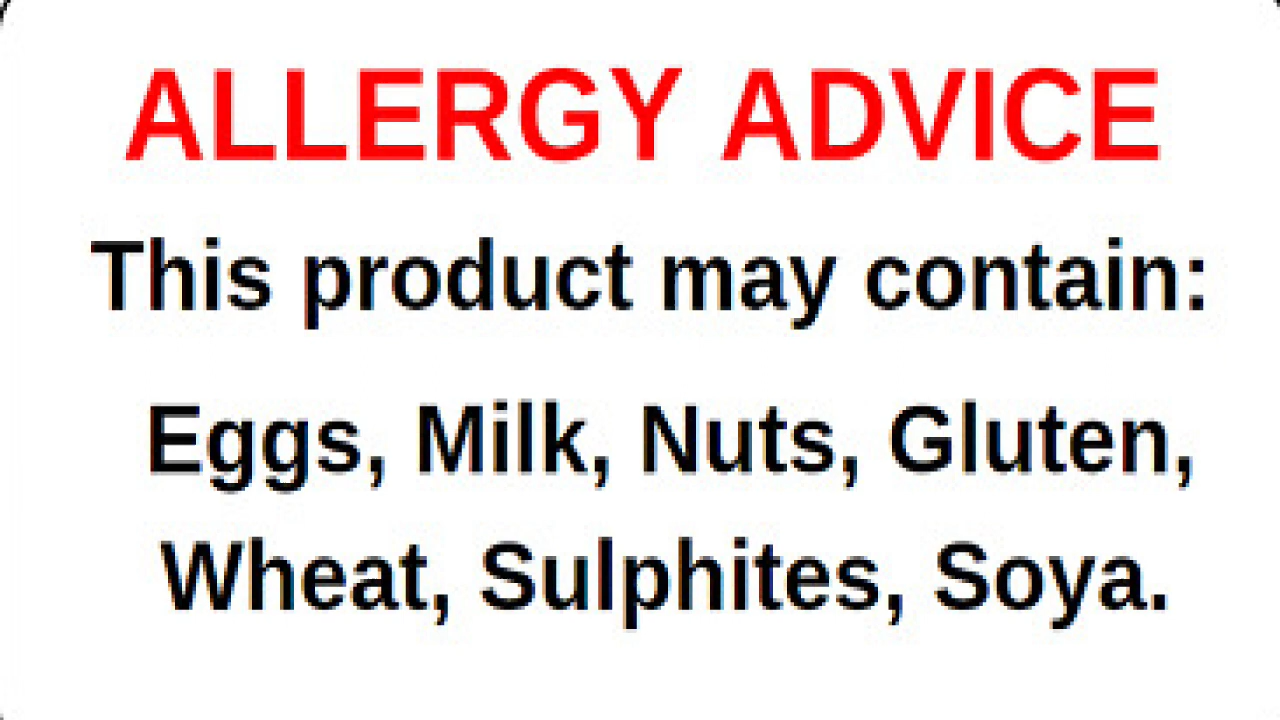 ALLERGY ADVICE
This product may contain:
Eggs, Milk, Nuts, Gluten,
Wheat, Sulphites, Soya.